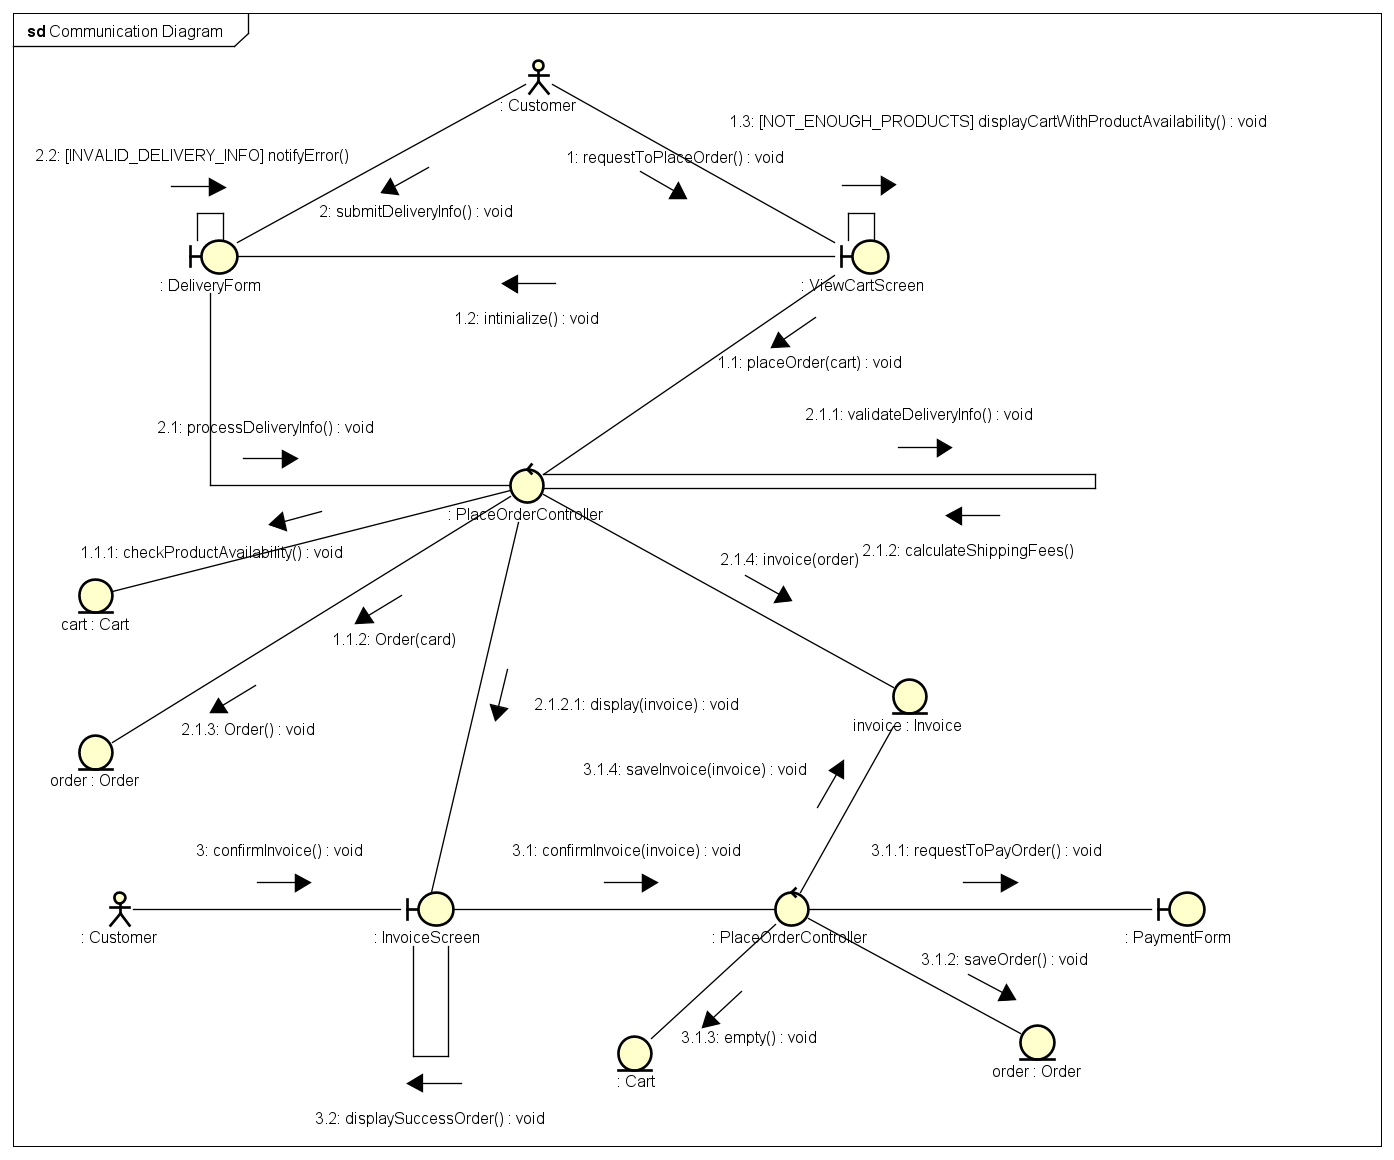 sd Communication Diagram
: Customer
1.3: [NOT_ENOUGH_PRODUCTS] displayCartWithProductAvailability() : void
2.2: [INVALID_DELIVERY_INFO] notifyError()
1: requestToPlaceOrder() : void
2: submitDeliveryInfo() : void
: DeliveryForm
: ViewCartScreen
1.2: intinialize() : void
1.1: placeOrder(cart) : void
2.1.1: validateDeliveryInfo() : void
2.1: processDeliveryInfo() : void
: PlaceOrderController
1.1.1: checkProductAvailability() : void
2.1.2: calculateShippingFees()
2.1.4: invoice(order)
cart : Cart
1.1.2: Order(card)
2.1.2.1: display(invoice) : void
invoice : Invoice
2.1.3: Order() : void
3.1.4: saveInvoice(invoice) : void
order : Order
3: confirmInvoice() : void
3.1: confirmInvoice(invoice) : void
3.1.1: requestToPayOrder() : void
: Customer
: InvoiceScreen
: PlaceOrderController
: PaymentForm
3.1.2: saveOrder() : void
3.1.3: empty() : void
order : Order
: Cart
3.2: displaySuccessOrder() : void